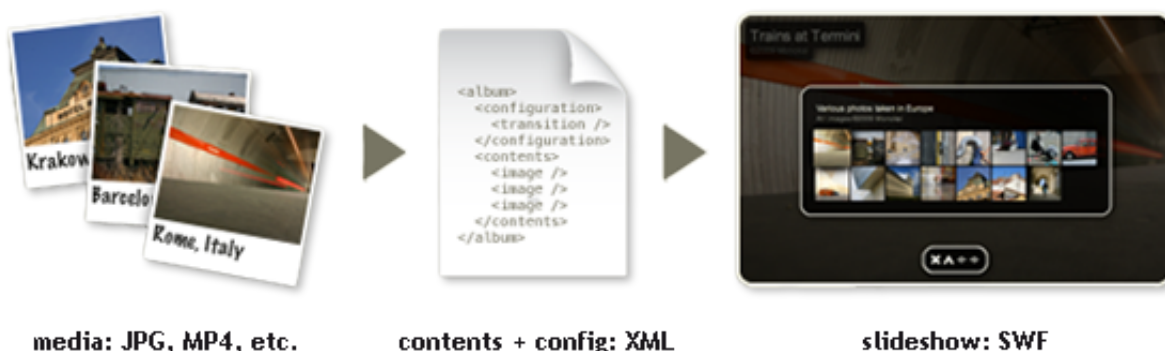 Krakow
Barcelo
Rome, Italy
<album>
<configuration>
<transition />
</configuration>
<contents>
<image />
<image />
<image />
</contents>
</album>
Trains at Termini
Various photos taken in Europe
media: JPG, MP4, etc.
contents + config: XML
slideshow: SWF